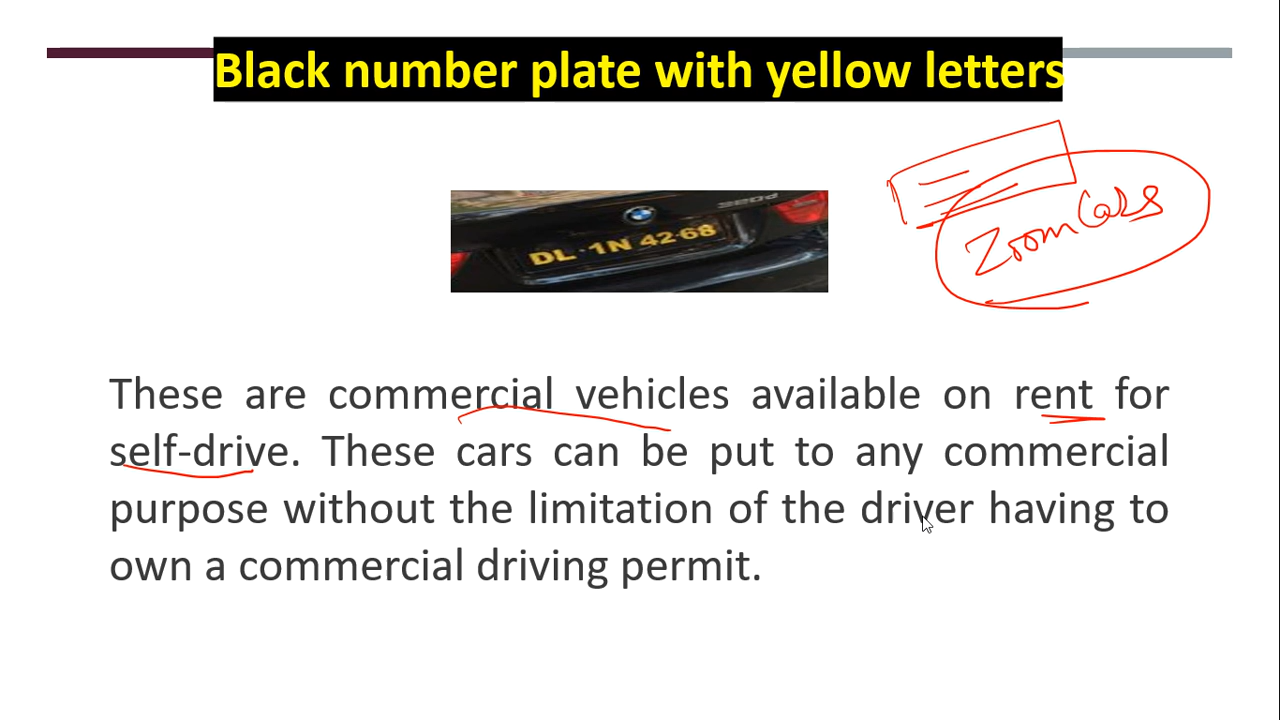 Black number plate with yellow letters
320d
DL 1N 4268
Zoom Cars
These are commercial vehicles available on rent for
self-drive. These cars can be put to any commercial
purpose without the limitation of the driver having to
own a commercial driving permit.